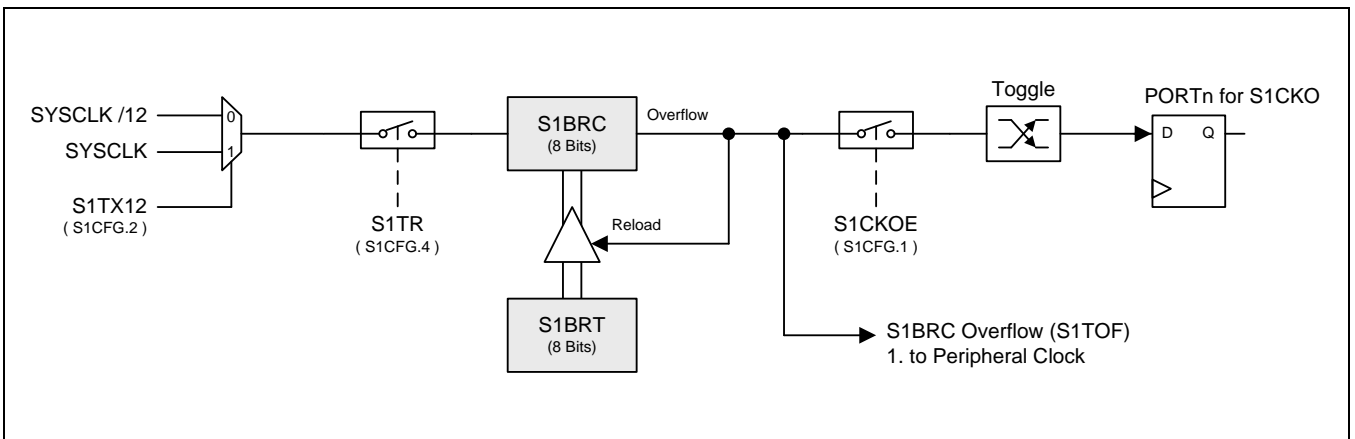 SYSCLK /12
SYSCLK
S1TX12
( S1CFG.2 )
0
1
S1TR
( S1CFG.4 )
S1BRC
(8 Bits)
Overflow
Reload
S1BRT
(8 Bits)
S1CKOE
( S1CFG.1 )
Toggle
PORTn for S1CKO
D Q
S1BRC Overflow (S1TOF)
1. to Peripheral Clock